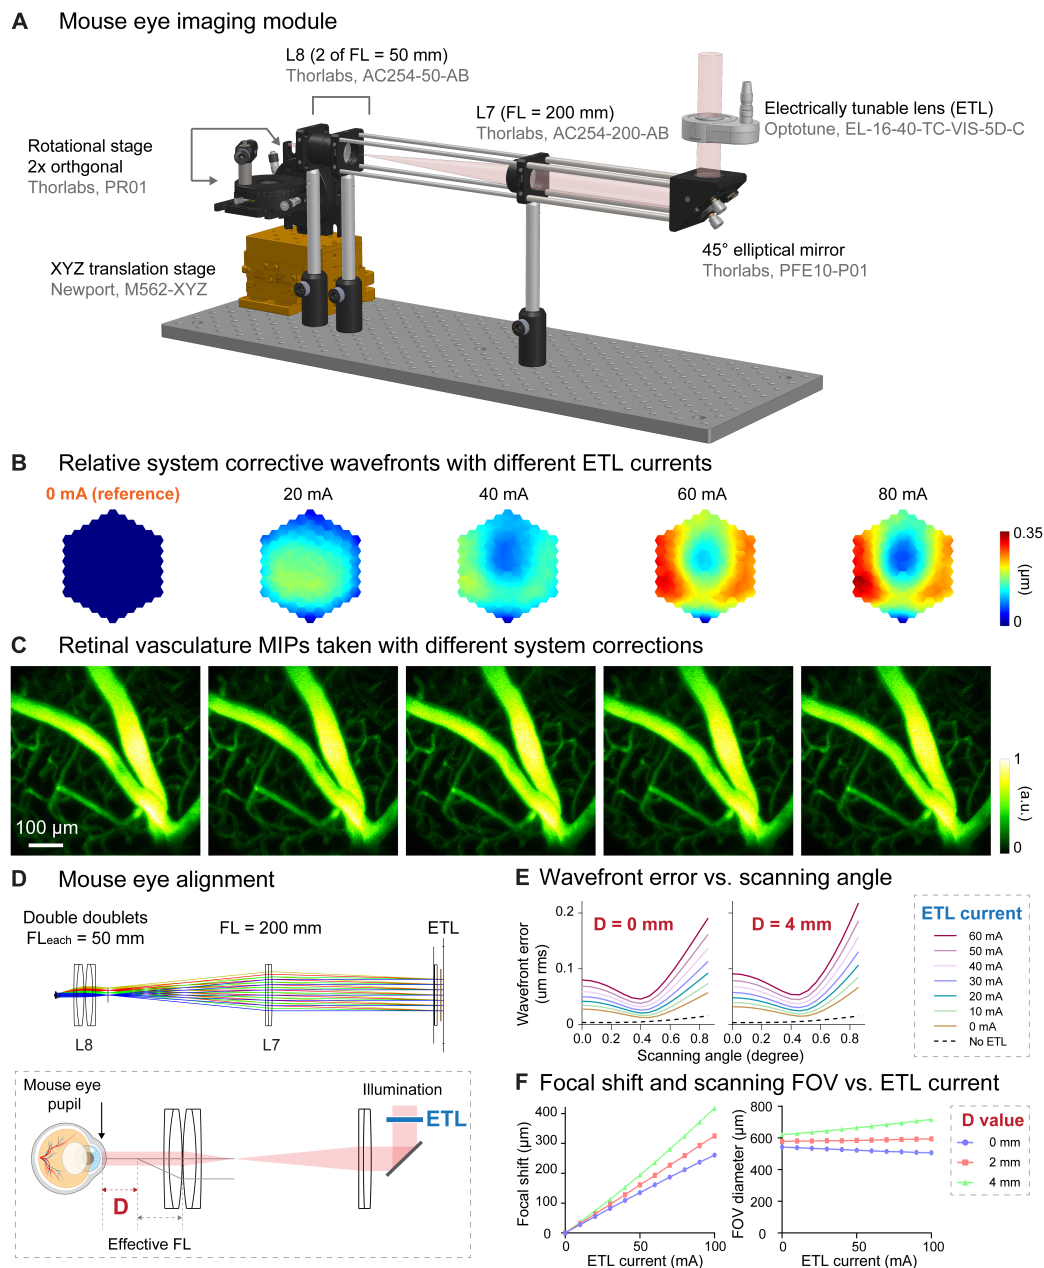 A Mouse eye imaging module
L8 (2 of FL = 50 mm)
Thorlabs, AC254-50-AB
L7 (FL = 200 mm)
Thorlabs, AC254-200-AB
Electrically tunable lens (ETL)
Optotune, EL-16-40-TC-VIS-5D-C
Rotational stage
2x orthgonal
Thorlabs, PR01
45° elliptical mirror
Thorlabs, PFE10-P01
XYZ translation stage
Newport, M562-XYZ
B Relative system corrective wavefronts with different ETL currents
0 mA (reference)
20 mA
40 mA
60 mA
80 mA
0.35
(µm)
0
C Retinal vasculature MIPs taken with different system corrections
100 µm
1
(a.u.)
0
D Mouse eye alignment
Double doublets
FLeach = 50 mm
FL = 200 mm
ETL
L8
L7
Mouse eye
pupil
Illumination
ETL
D
Effective FL
E Wavefront error vs. scanning angle
Wavefront error
(um rms)
0.2
0.1
0
D = 0 mm
D = 4 mm
0.0 0.2 0.4 0.6 0.8
0.0 0.2 0.4 0.6 0.8
Scanning angle (degree)
ETL current
60 mA
50 mA
40 mA
30 mA
20 mA
10 mA
0 mA
No ETL
F Focal shift and scanning FOV vs. ETL current
Focal shift (µm)
400
300
200
100
0
0 50 100
ETL current (mA)
FOV diameter (µm)
800
600
400
200
0
0 50 100
ETL current (mA)
D value
0 mm
2 mm
4 mm